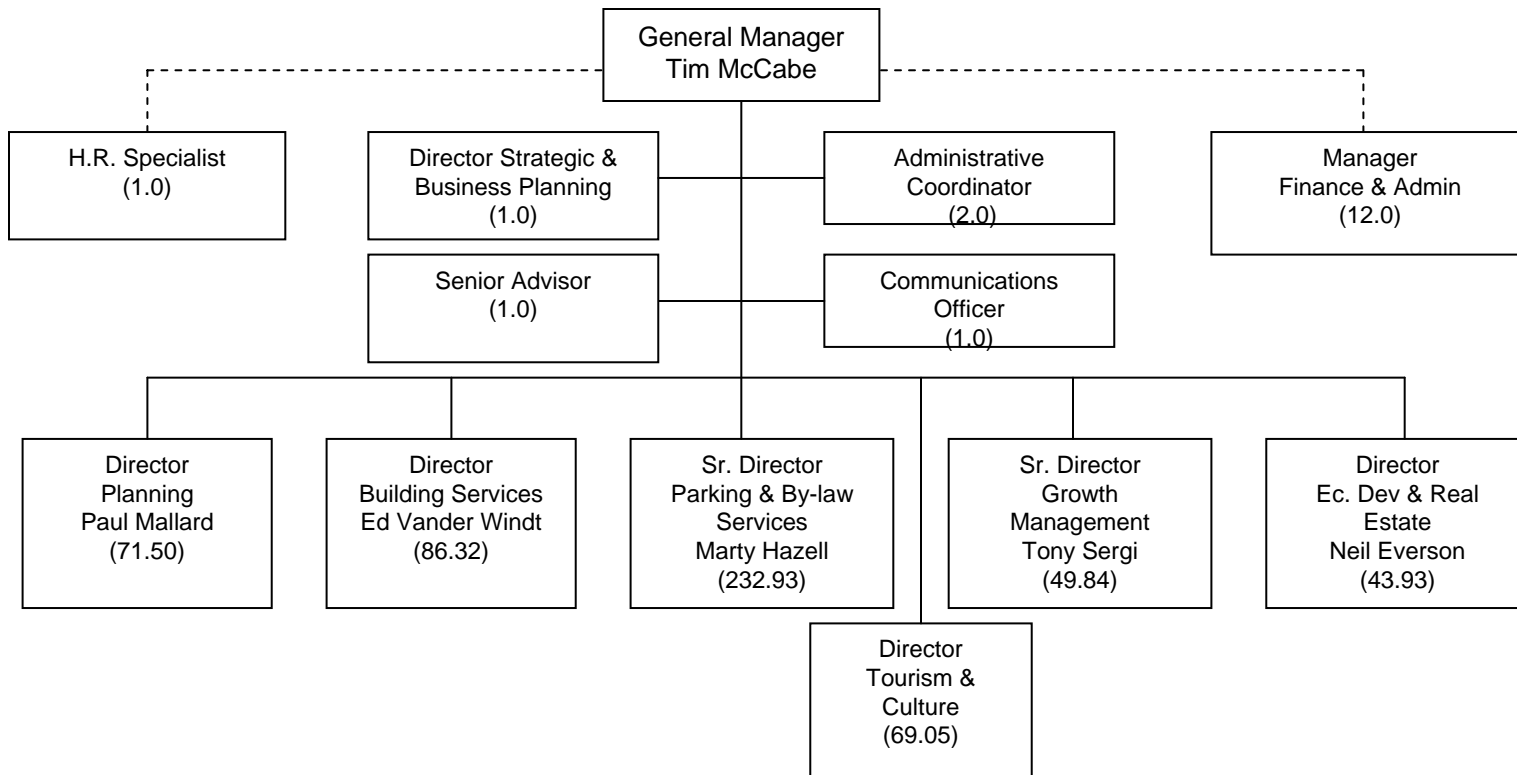 General Manager
Tim McCabe
H.R. Specialist
(1.0)
Director Strategic &
Business Planning
(1.0)
Administrative
Coordinator
(2.0)
Manager
Finance & Admin
(12.0)
Senior Advisor
(1.0)
Communications
Officer
(1.0)
Director
Planning
Paul Mallard
(71.50)
Director
Building Services
Ed Vander Windt
(86.32)
Sr. Director
Parking & By-law
Services
Marty Hazell
(232.93)
Sr. Director
Growth
Management
Tony Sergi
(49.84)
Director
Ec. Dev & Real
Estate
Neil Everson
(43.93)
Director
Tourism &
Culture
(69.05)